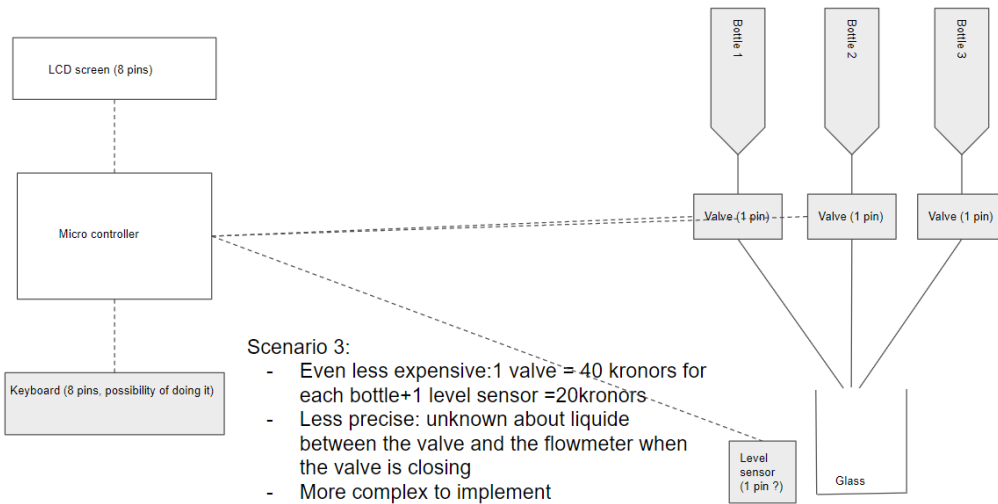 LCD screen (8 pins)
Micro controller
Keyboard (8 pins, possibility of doing it)
Bottle 1
Bottle 2
Bottle 3
Valve (1 pin)
Valve (1 pin)
Valve (1 pin)
Scenario 3:
- Even less expensive:1 valve = 40 kronors for
each bottle+1 level sensor =20kronors
- Less precise: unknown about liquide
between the valve and the flowmeter when
the valve is closing
- More complex to implement
Level
sensor
(1 pin ?)
Glass